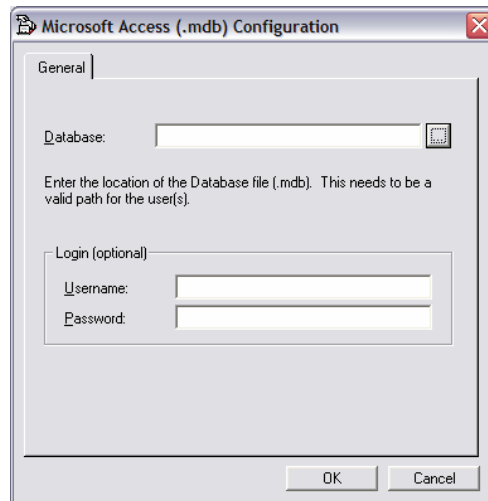 Microsoft Access (.mdb) Configuration
General
Database:
Enter the location of the Database file (.mdb). This needs to be a
valid path for the user(s).
Login (optional)
Username:
Password:
OK Cancel